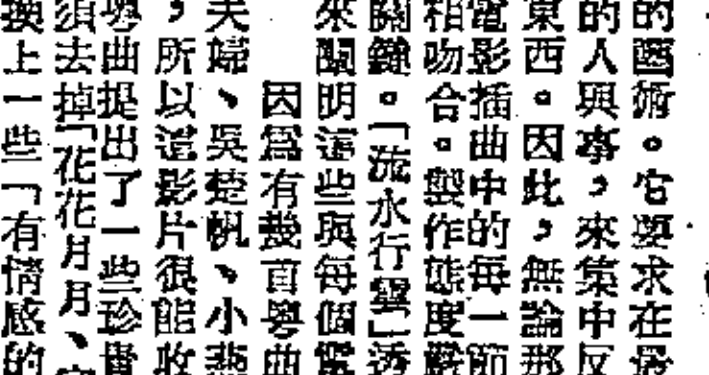 的藝術。它要求在最
的人與事，來集中反
東西。因此，無論那
電影插曲中的每一節
相吻合。製作態度嚴
關鍵。「流水行雲」透
來闡明這些與每個
因為有幾首粵曲
夫婦、吳楚帆、小燕
，所以這影片很能收
粵曲提出了一些珍貴
須去掉「花花月月、
換上一些「有情感的